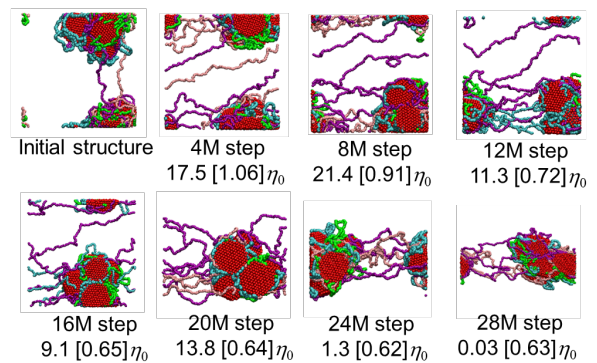 Initial structure
4M step
17.5 [1.06]η₀
8M step
21.4 [0.91]η₀
12M step
11.3 [0.72]η₀
16M step
9.1 [0.65]η₀
20M step
13.8 [0.64]η₀
24M step
1.3 [0.62]η₀
28M step
0.03 [0.63]η₀